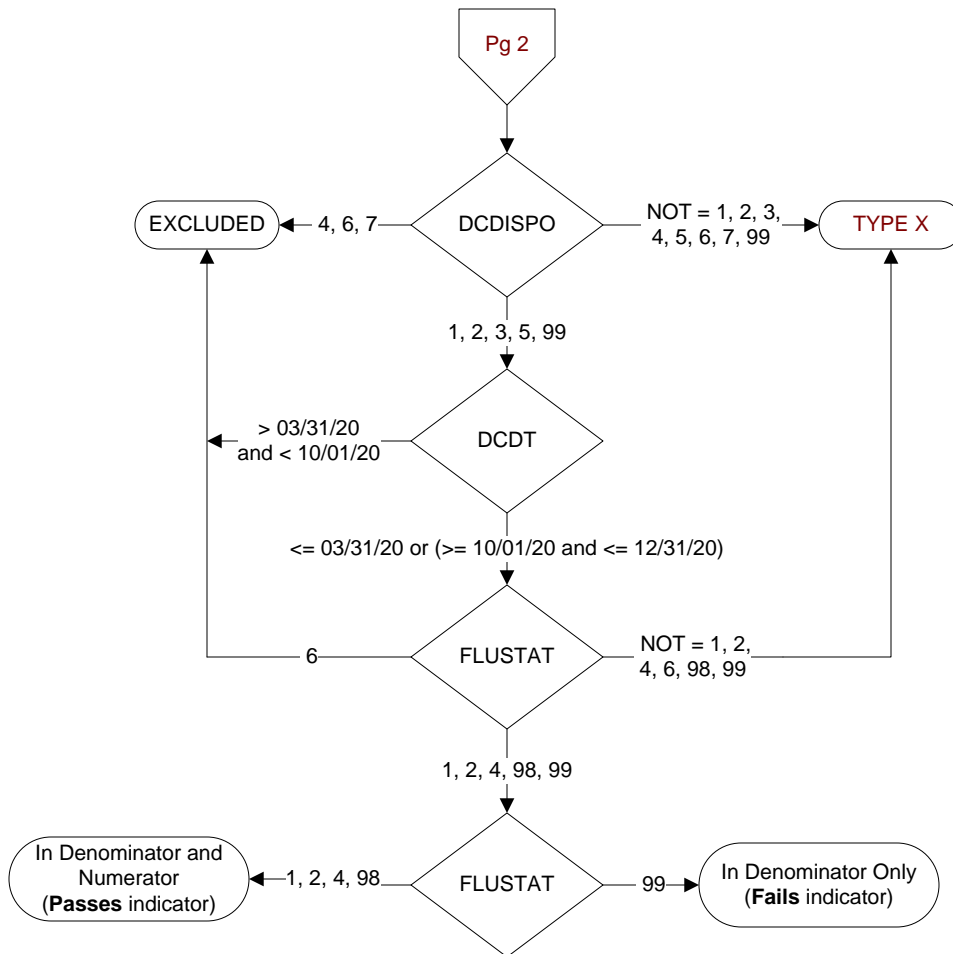 Pg 2
EXCLUDED
4, 6, 7
DCDISPO
NOT = 1, 2, 3,
4, 5, 6, 7, 99
TYPE X
1, 2, 3, 5, 99
> 03/31/20
and < 10/01/20
DCDT
<= 03/31/20 or (>= 10/01/20 and <= 12/31/20)
6
FLUSTAT
NOT = 1, 2,
4, 6, 98, 99
1, 2, 4, 98, 99
In Denominator and
Numerator
(Passes indicator)
1, 2, 4, 98
FLUSTAT
99
In Denominator Only
(Fails indicator)